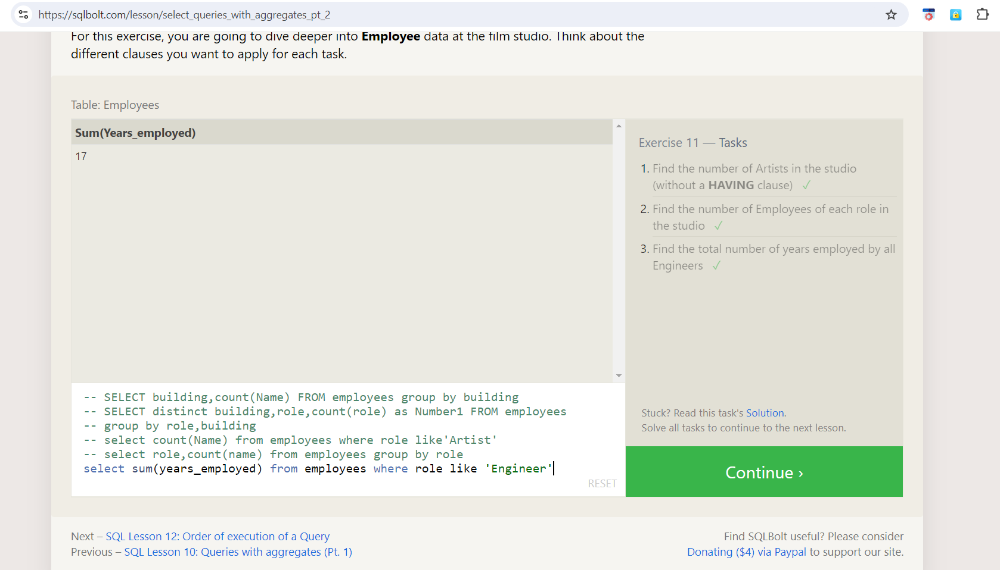 https://sqlbolt.com/lesson/select_queries_with_aggregates_pt_2
For this exercise, you are going to dive deeper into Employee data at the film studio. Think about the
different clauses you want to apply for each task.
Table: Employees
Sum(Years_employed)
17
Exercise 11 — Tasks
1. Find the number of Artists in the studio
(without a HAVING clause) ✓
2. Find the number of Employees of each role in
the studio ✓
3. Find the total number of years employed by all
Engineers ✓
-- SELECT building,count(Name) FROM employees group by building
-- SELECT distinct building,role,count(role) as Number1 FROM employees
-- group by role,building
-- select count(Name) from employees where role like'Artist'
-- select role,count(name) from employees group by role
select sum(years_employed) from employees where role like 'Engineer'
RESET
Stuck? Read this task's Solution.
Solve all tasks to continue to the next lesson.
Continue ›
Next – SQL Lesson 12: Order of execution of a Query
Previous – SQL Lesson 10: Queries with aggregates (Pt. 1)
Find SQLBolt useful? Please consider
Donating ($4) via Paypal to support our site.